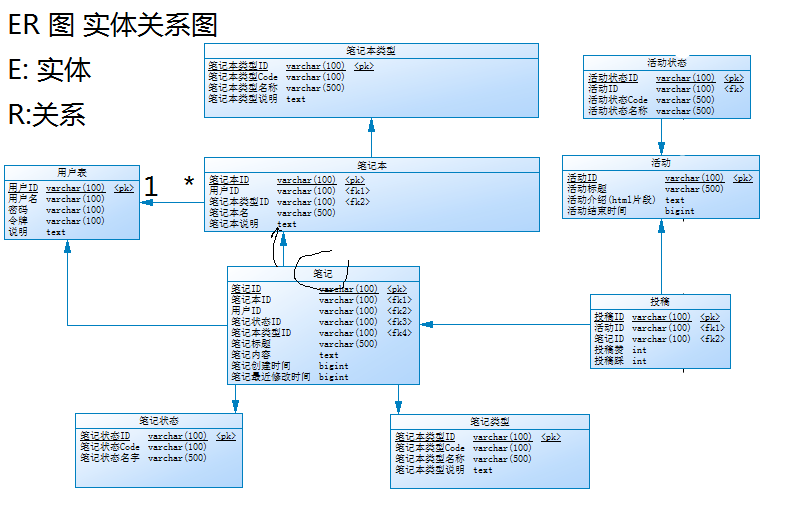 ER 图 实体关系图
E: 实体
R:关系
笔记本类型
笔记本类型ID varchar(100) <pk>
笔记本类型Code varchar(100)
笔记本类型名称 varchar(500)
笔记本类型说明 text
活动状态
活动状态ID varchar(100) <pk>
活动ID varchar(100) <fk>
活动状态Code varchar(500)
活动状态名称 varchar(500)
用户表
用户ID varchar(100) <pk>
用户名 varchar(100)
密码 varchar(100)
令牌 varchar(100)
说明 text
1 *
笔记本
笔记本ID varchar(100) <pk>
用户ID varchar(100) <fk1>
笔记本类型ID varchar(100) <fk2>
笔记本名 varchar(500)
笔记本说明 text
活动
活动ID varchar(100) <pk>
活动标题 varchar(500)
活动介绍(html片段) text
活动结束时间 bigint
笔记
笔记ID varchar(100) <pk>
笔记本ID varchar(100) <fk1>
用户ID varchar(100) <fk2>
笔记状态ID varchar(100) <fk3>
笔记本类型ID varchar(100) <fk4>
笔记标题 varchar(500)
笔记内容 text
笔记创建时间 bigint
笔记最近修改时间 bigint
投稿
投稿ID varchar(100) <pk>
活动ID varchar(100) <fk1>
笔记ID varchar(100) <fk2>
投稿赞 int
投稿踩 int
笔记状态
笔记状态ID varchar(100) <pk>
笔记状态Code varchar(100)
笔记状态名字 varchar(500)
笔记类型
笔记本类型ID varchar(100) <pk>
笔记本类型Code varchar(100)
笔记本类型名称 varchar(500)
笔记本类型说明 text